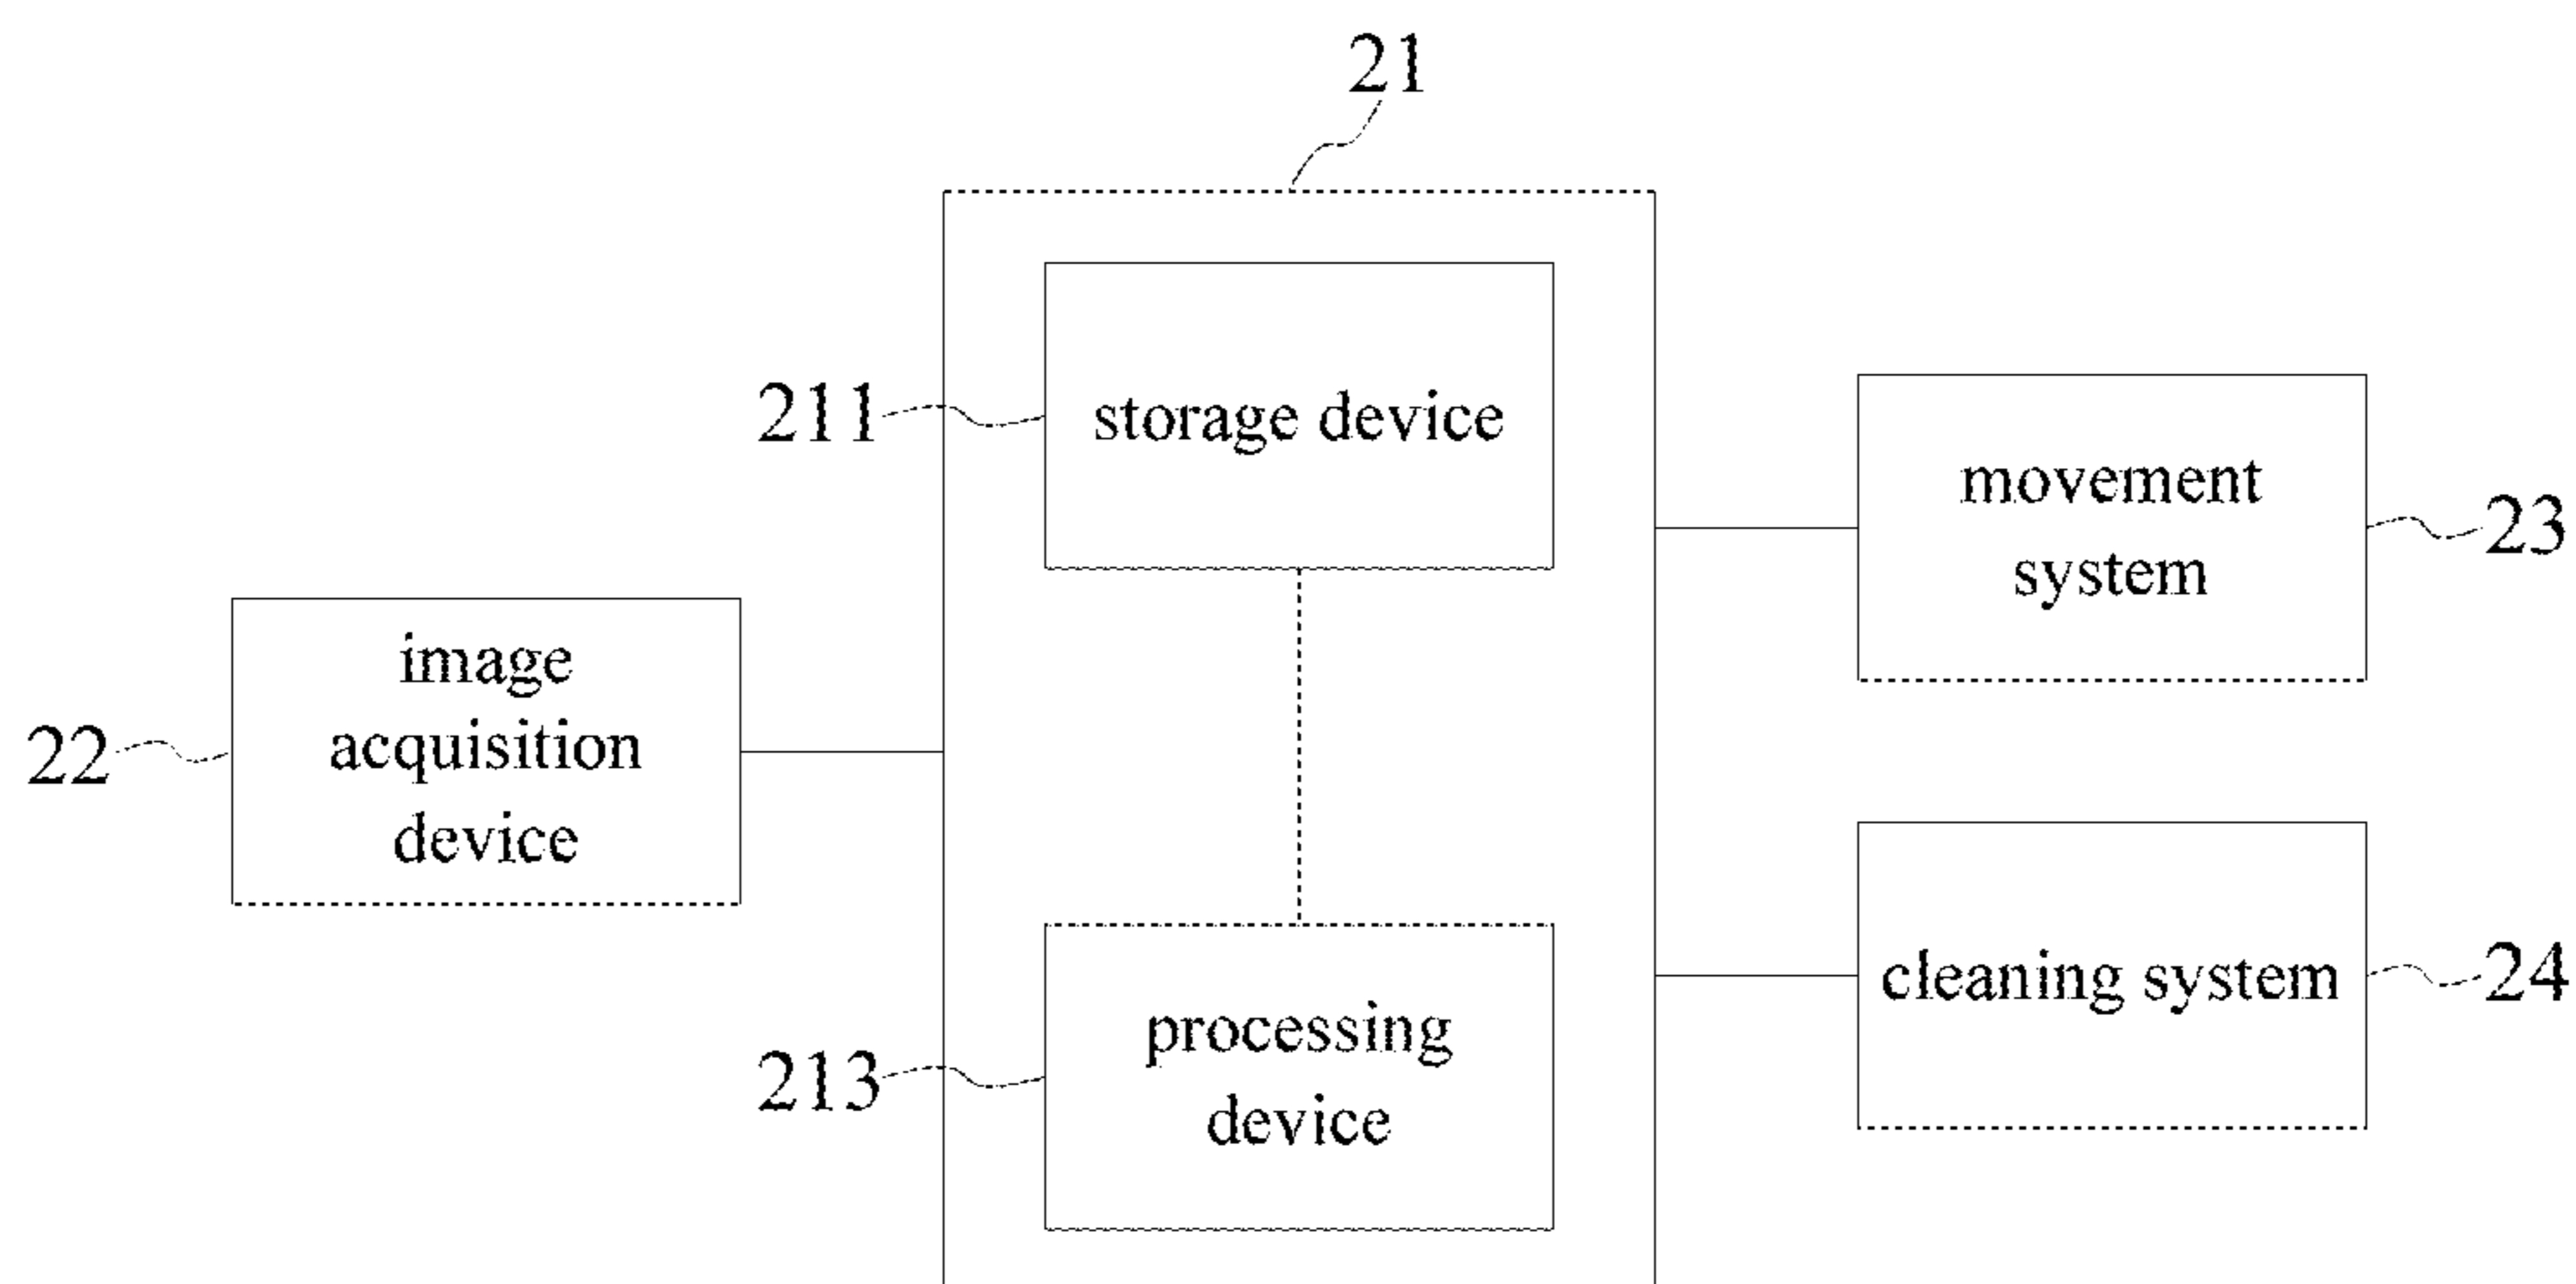 21
211
storage device
movement
system
23
22
image
acquisition
device
213
processing
device
cleaning system
24